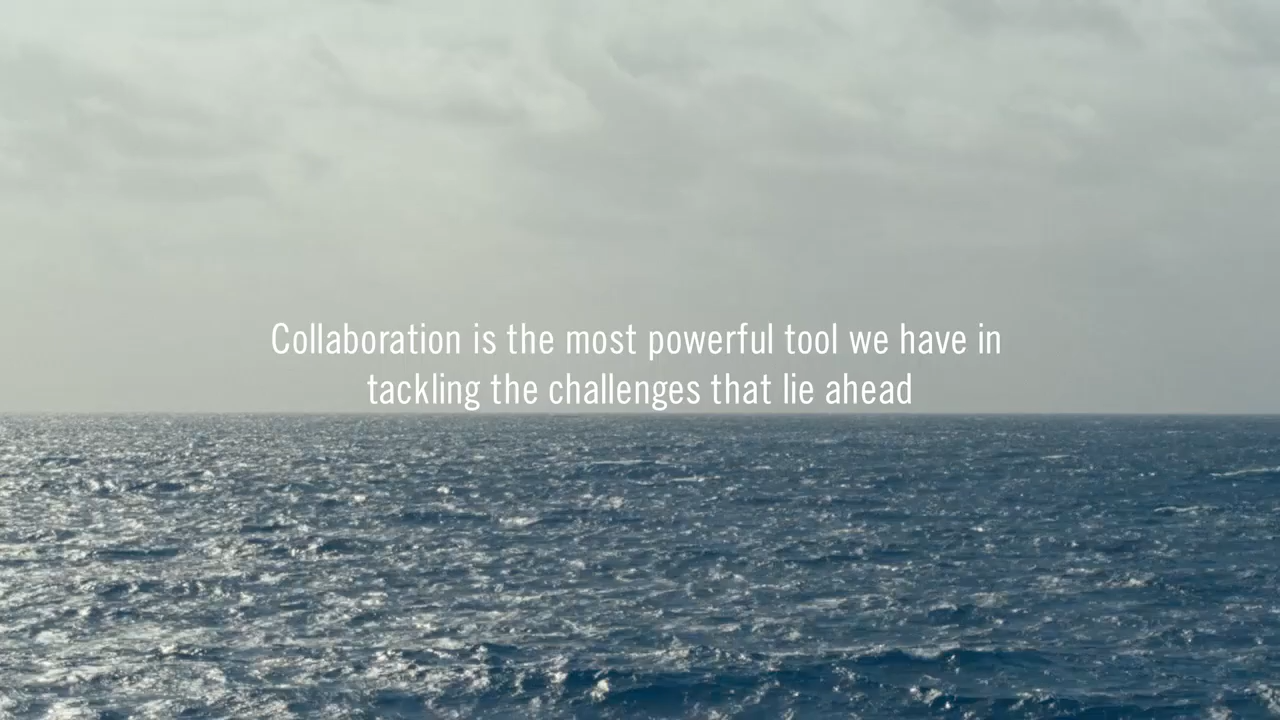 Collaboration is the most powerful tool we have in
tackling the challenges that lie ahead